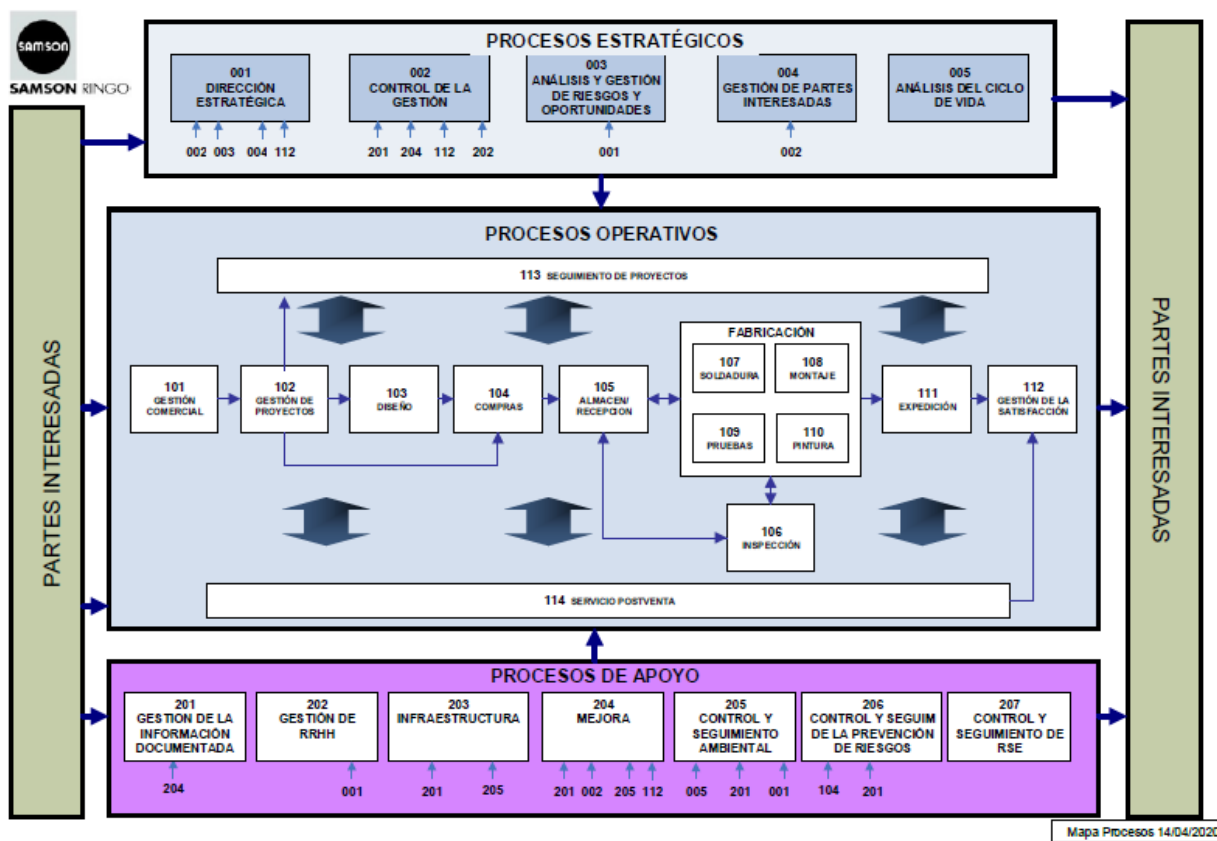 samson
SAMSON RINGO
PROCESOS ESTRATÉGICOS
001
DIRECCIÓN
ESTRATÉGICA
002
CONTROL DE LA
GESTIÓN
003
ANÁLISIS Y GESTIÓN
DE RIESGOS Y
OPORTUNIDADES
004
GESTIÓN DE PARTES
INTERESADAS
005
ANÁLISIS DEL CICLO
DE VIDA
002 003 004 112
201 204 112 202
001
002
PARTES INTERESADAS
PROCESOS OPERATIVOS
113 SEGUIMIENTO DE PROYECTOS
101
GESTIÓN
COMERCIAL
102
GESTIÓN DE
PROYECTOS
103
DISEÑO
104
COMPRAS
105
ALMACEN/
RECEPCION
FABRICACIÓN
107
SOLDADURA
108
MONTAJE
109
PRUEBAS
110
PINTURA
111
EXPEDICIÓN
112
GESTIÓN DE LA
SATISFACCIÓN
106
INSPECCIÓN
114 SERVICIO POSTVENTA
PARTES INTERESADAS
PROCESOS DE APOYO
201
GESTION DE LA
INFORMACIÓN
DOCUMENTADA
202
GESTIÓN DE
RRHH
203
INFRAESTRUCTURA
204
MEJORA
205
CONTROL Y
SEGUIMIENTO
AMBIENTAL
206
CONTROL Y SEGUIM
DE LA PREVENCIÓN
DE RIESGOS
207
CONTROL Y
SEGUIMIENTO DE
RSE
204
001
201 205
201 002 205 112
005 201 001
104 201
Mapa Procesos 14/04/2020